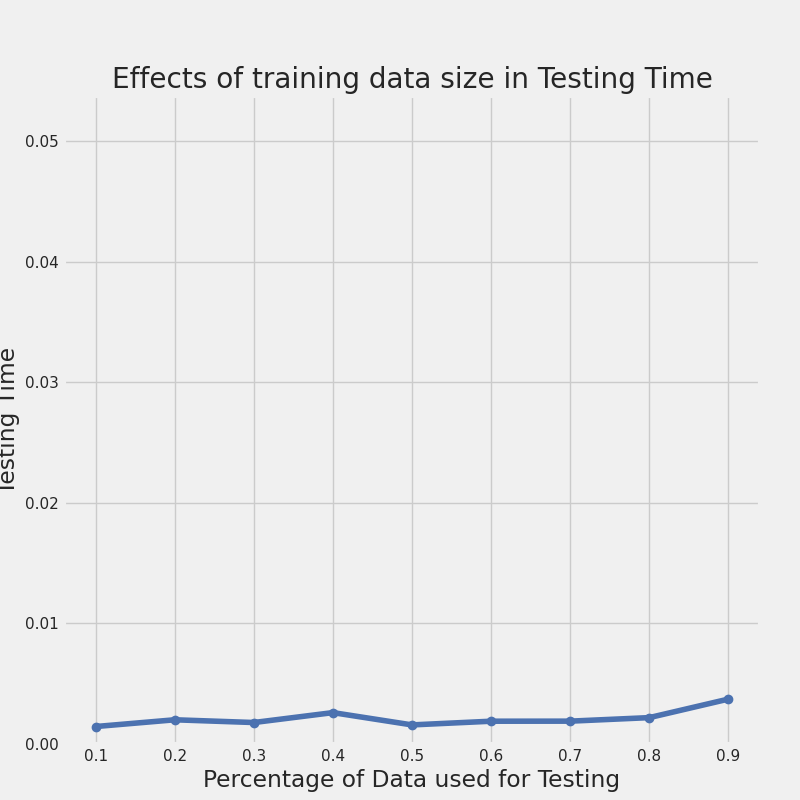 Effects of training data size in Testing Time
0.05
0.04
0.03
0.02
0.01
0.00
Testing Time
0.1 0.2 0.3 0.4 0.5 0.6 0.7 0.8 0.9
Percentage of Data used for Testing